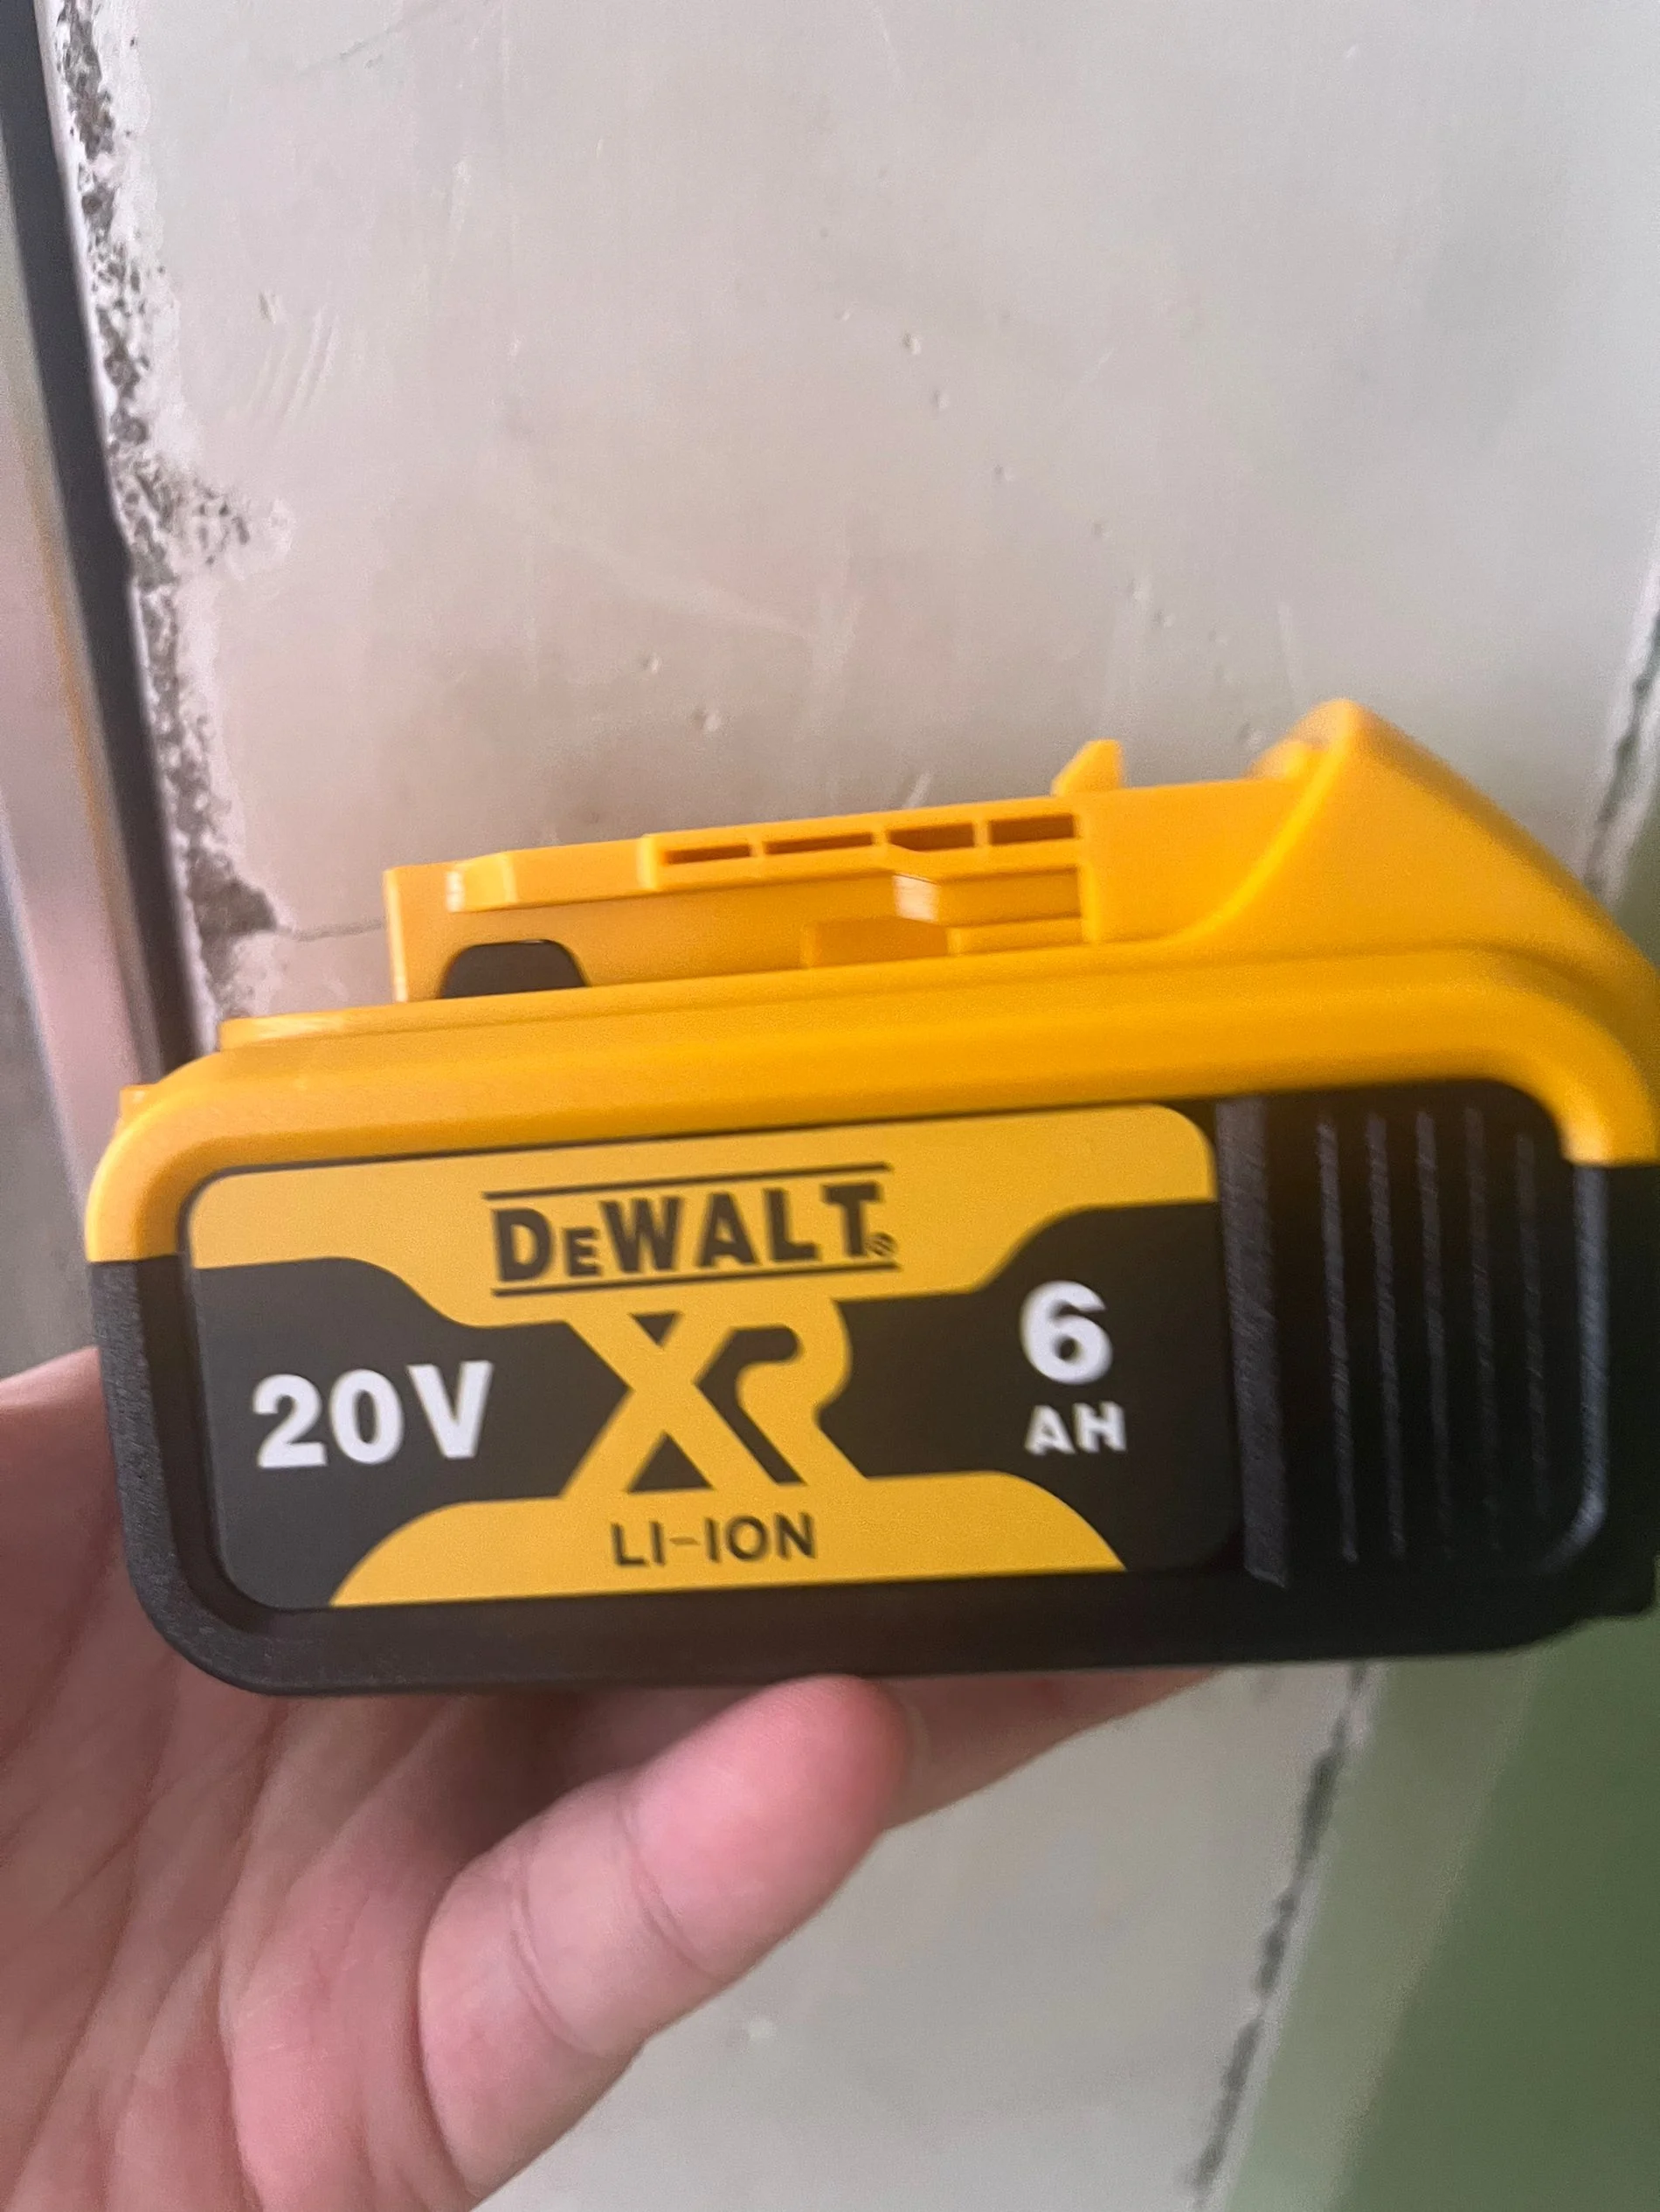 DEWALT®
20V
XR
6
AH
LI-ION